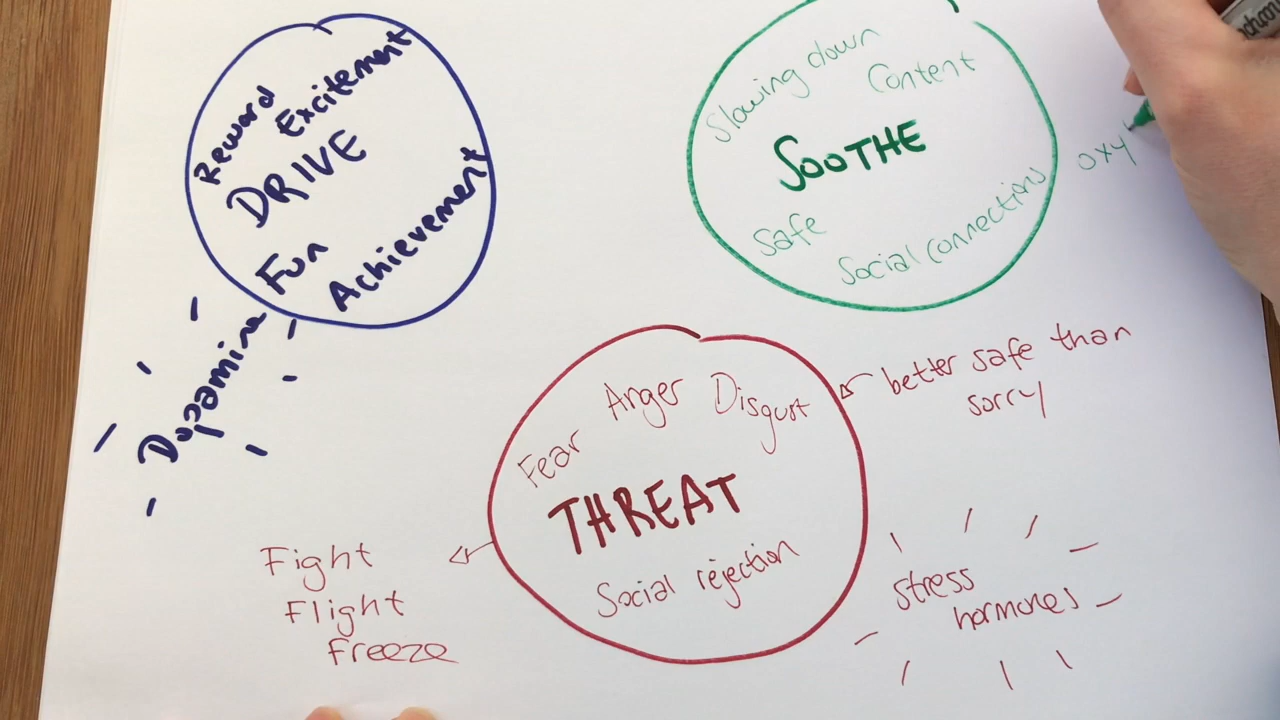 Reward
Excitement
DRIVE
Fun
Achievement
Dopamine
Slowing down
Content
SOOTHE
Safe
Social connections
oxy
Anger Disgust
Fear
THREAT
Social rejection
better safe than
sorry
Fight
Flight
freeze
stress
hormones